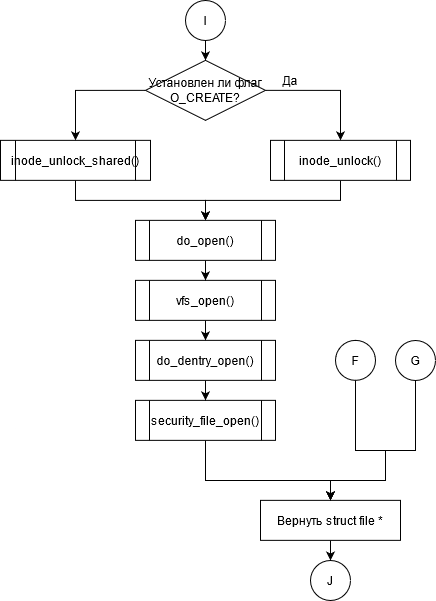 I
Установлен ли флаг
O_CREATE?
Да
inode_unlock_shared()
inode_unlock()
do_open()
vfs_open()
do_dentry_open()
F
G
security_file_open()
Вернуть struct file *
J